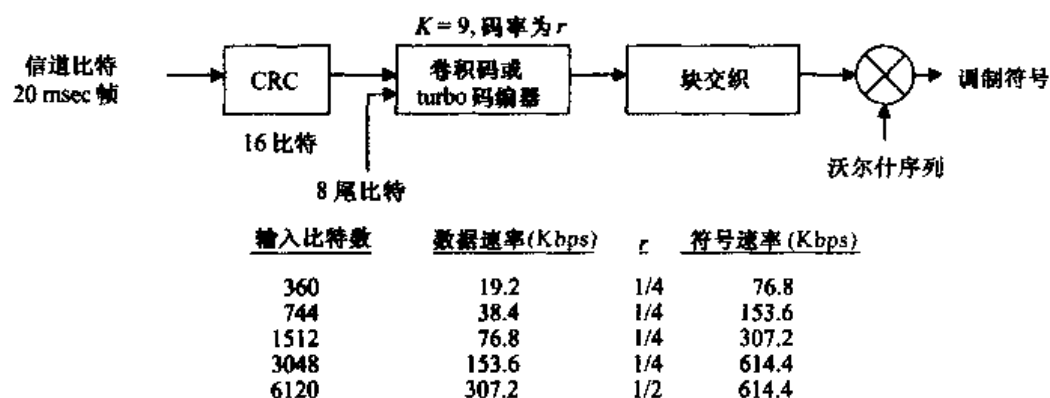 K=9,码率为r
信道比特
20 msec 帧
CRC
卷积码或
turbo 码编器
块交织
调制符号
16 比特
8 尾比特
沃尔什序列
输入比特数 数据速率(Kbps) r 符号速率 (Kbps)
360 19.2 1/4 76.8
744 38.4 1/4 153.6
1512 76.8 1/4 307.2
3048 153.6 1/4 614.4
6120 307.2 1/2 614.4